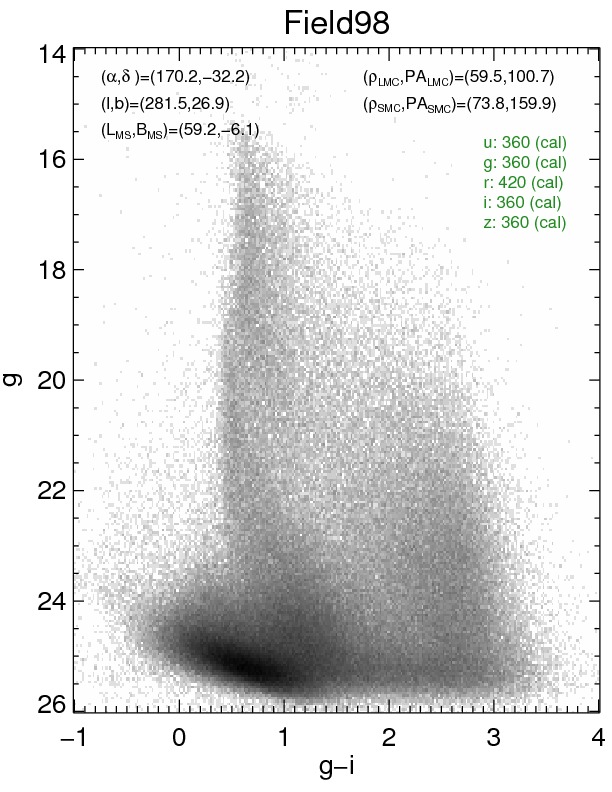 Field98
(α,δ )=(170.2,−32.2)
(ρLMC,PALMC)=(59.5,100.7)
(l,b)=(281.5,26.9)
(ρSMC,PASMC)=(73.8,159.9)
(LMS,BMS)=(59.2,−6.1)
u: 360 (cal)
g: 360 (cal)
r: 420 (cal)
i: 360 (cal)
z: 360 (cal)
14
16
18
20
22
24
26
g
−1 0 1 2 3 4
g−i